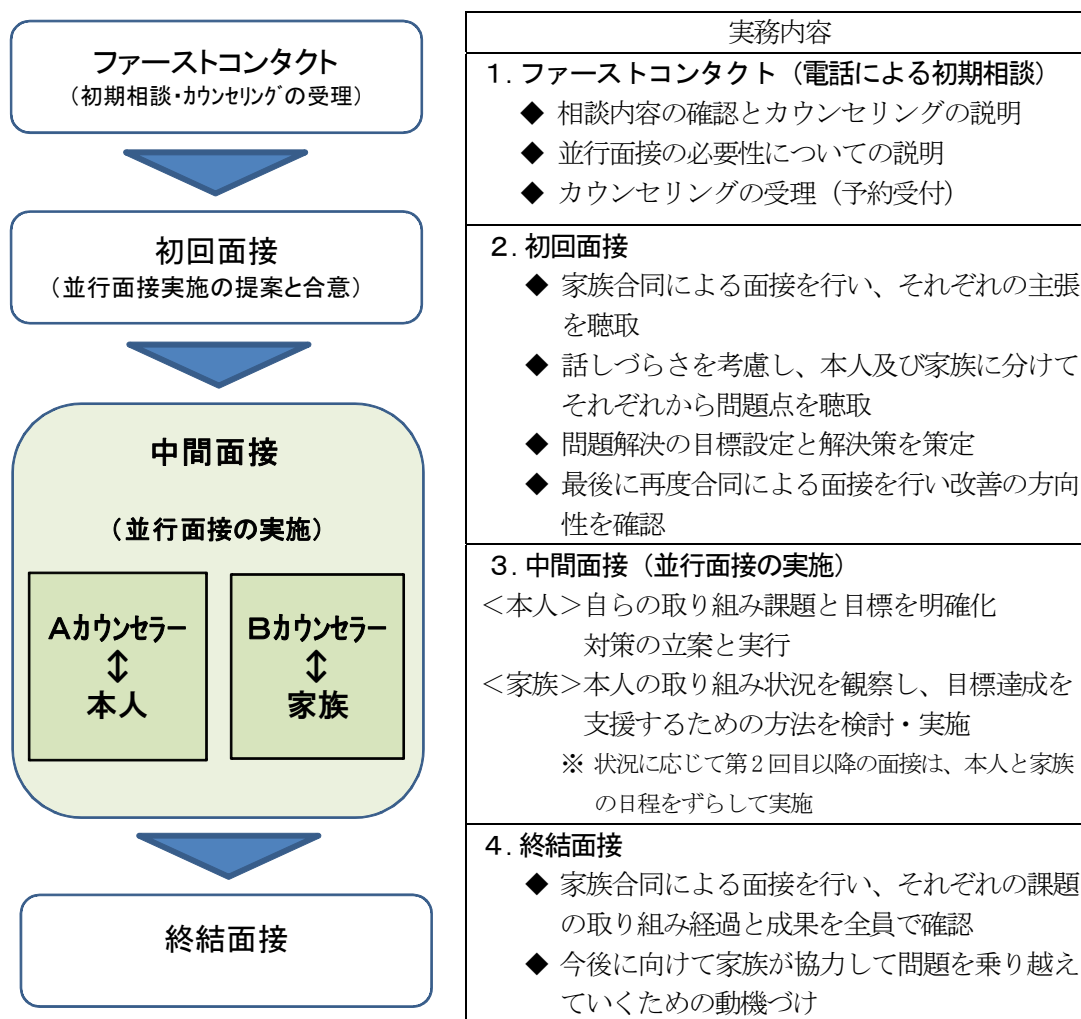 ファーストコンタクト
（初期相談・ｶｳﾝｾﾘﾝｸﾞの受理）
初回面接
（並行面接実施の提案と合意）
中間面接
（並行面接の実施）
Ａｶｳﾝｾﾗｰ
↕
本人
Ｂｶｳﾝｾﾗｰ
↕
家族
終結面接
実務内容
１. ファーストコンタクト（電話による初期相談）
◆ 相談内容の確認とカウンセリングの説明
◆ 並行面接の必要性についての説明
◆ カウンセリングの受理（予約受付）
２. 初回面接
◆ 家族合同による面接を行い、それぞれの主張
を聴取
◆ 話しづらさを考慮し、本人及び家族に分けて
それぞれから問題点を聴取
◆ 問題解決の目標設定と解決策を策定
◆ 最後に再度合同による面接を行い改善の方向
性を確認
３. 中間面接（並行面接の実施）
＜本人＞自らの取り組み課題と目標を明確化
対策の立案と実行
＜家族＞本人の取り組み状況を観察し、目標達成を
支援するための方法を検討・実施
※ 状況に応じて第２回目以降の面接は、本人と家族
の日程をずらして実施
４. 終結面接
◆ 家族合同による面接を行い、それぞれの課題
の取り組み経過と成果を全員で確認
◆ 今後に向けて家族が協力して問題を乗り越え
ていくための動機づけ